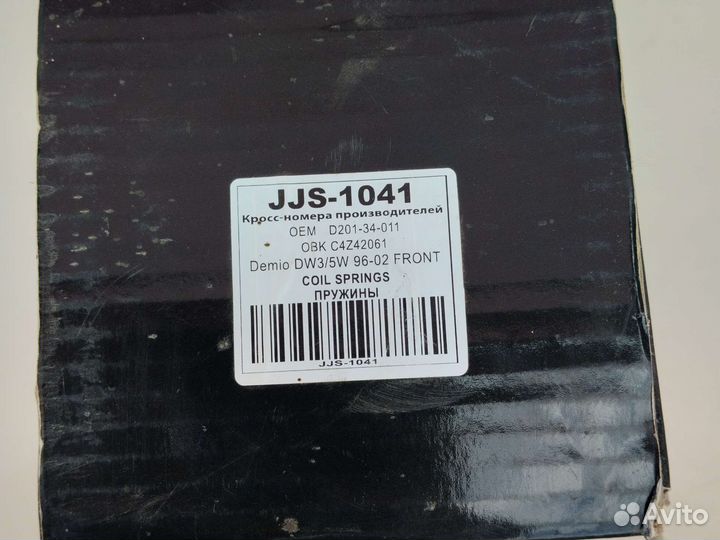 JJS-1041
Кросс-номера производителей
OEM D201-34-011
OBK C4Z42061
Demio DW3/5W 96-02 FRONT
COIL SPRINGS
ПРУЖИНЫ
JJS-1041
Avito